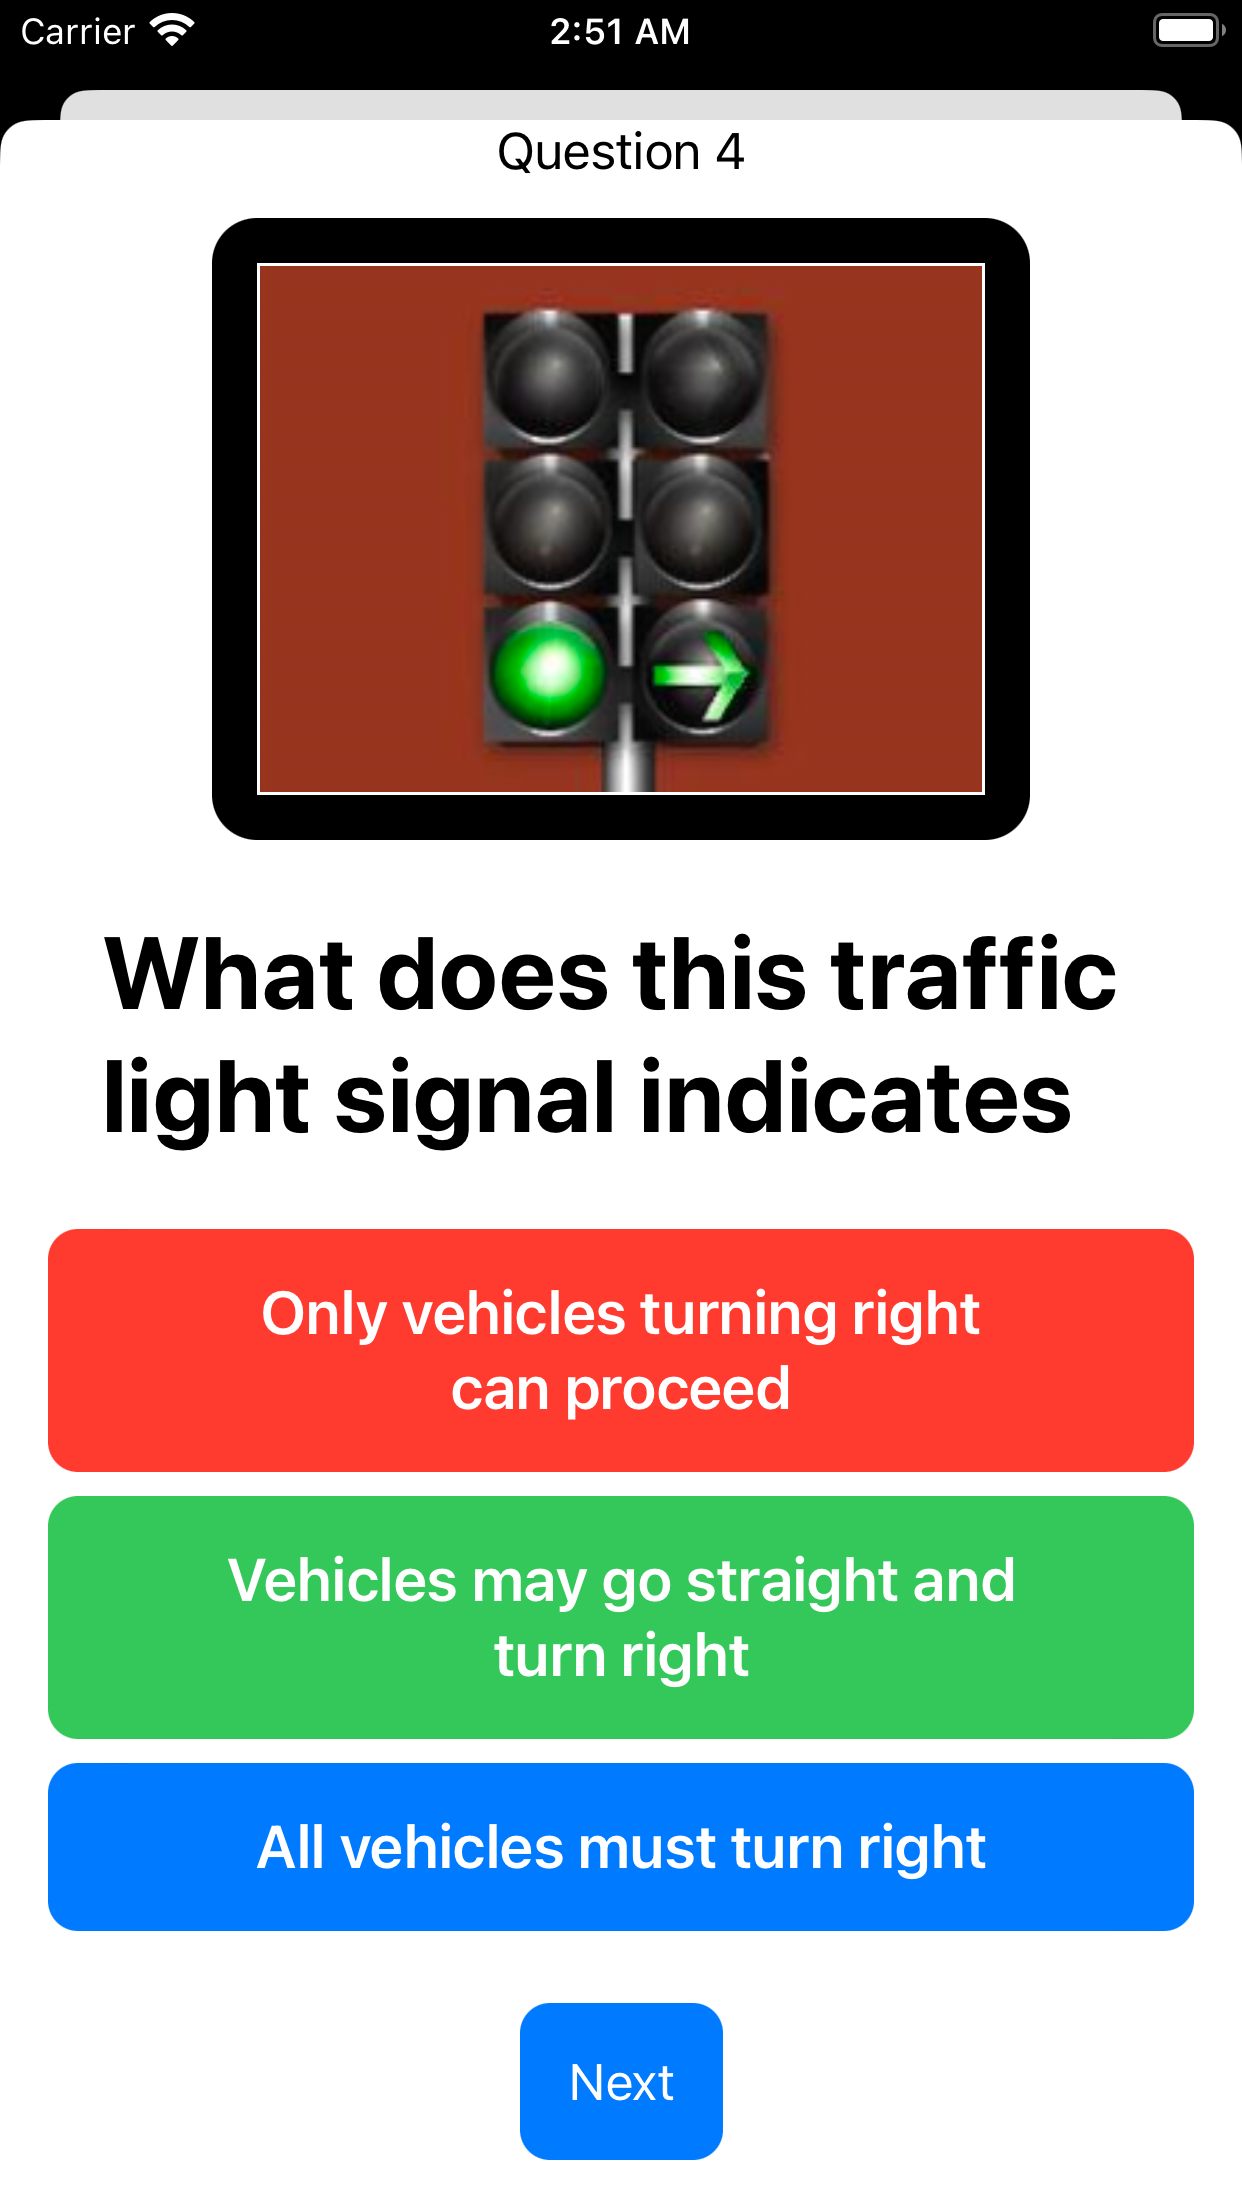 Carrier
2:51 AM
Question 4
What does this traffic
light signal indicates
Only vehicles turning right
can proceed
Vehicles may go straight and
turn right
All vehicles must turn right
Next